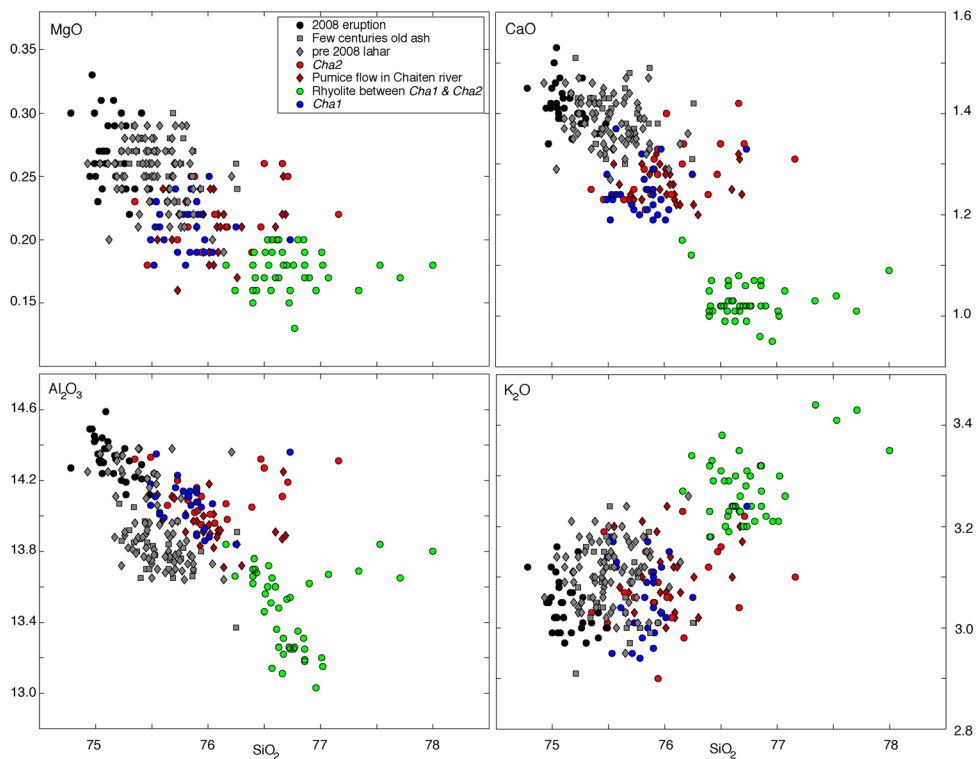 MgO
2008 eruption
Few centuries old ash
pre 2008 lahar
Cha2
Pumice flow in Chaiten river
Rhyolite between Cha1 & Cha2
Cha1
0.35
0.30
0.25
0.20
0.15
CaO
1.6
1.4
1.2
1.0
Al2O3
14.6
14.2
13.8
13.4
13.0
75
76
77
78
SiO2
K2O
3.4
3.2
3.0
2.8
75
76
77
78
SiO2